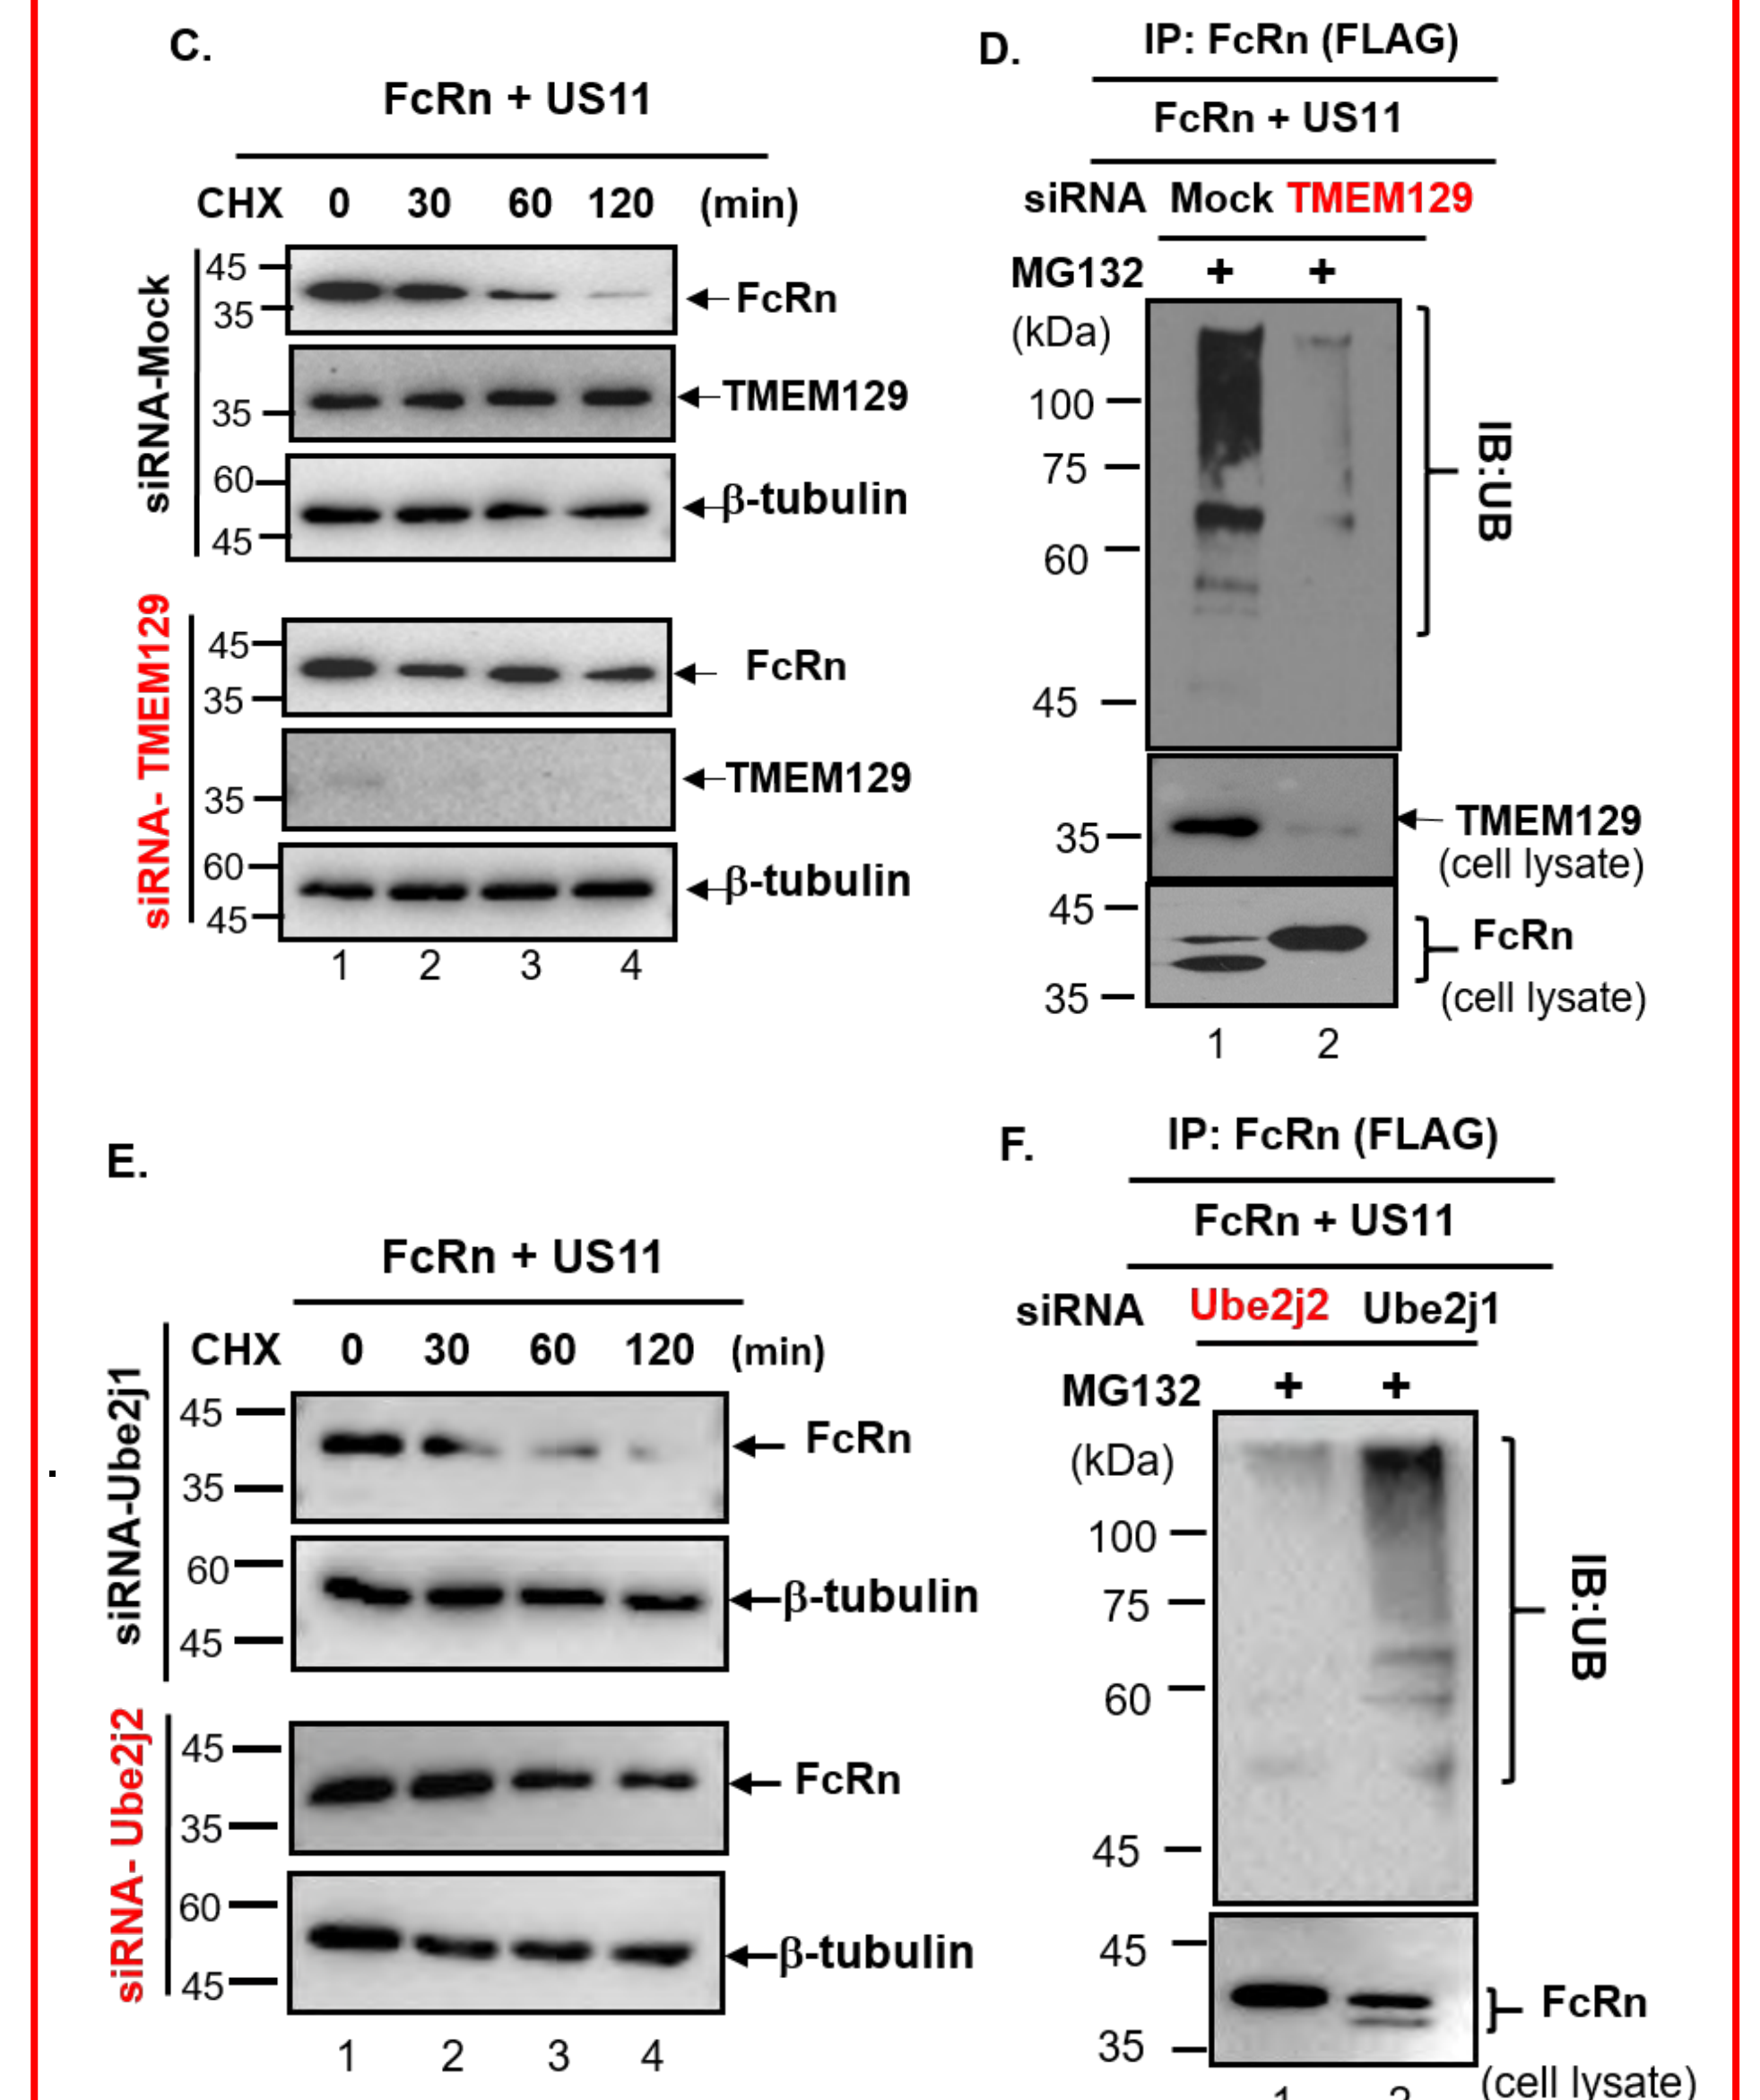 C.
FcRn + US11
CHX 0 30 60 120 (min)
siRNA-Mock
45
35
FcRn
35
TMEM129
60
45
β-tubulin
siRNA- TMEM129
45
35
FcRn
35
TMEM129
60
45
β-tubulin
1 2 3 4
D.
IP: FcRn (FLAG)
FcRn + US11
siRNA Mock TMEM129
MG132 + +
(kDa)
100
75
60
45
IB:UB
35
TMEM129
(cell lysate)
45
35
FcRn
(cell lysate)
1 2
E.
FcRn + US11
CHX 0 30 60 120 (min)
siRNA-Ube2j1
45
35
FcRn
60
45
β-tubulin
siRNA- Ube2j2
45
35
FcRn
60
45
β-tubulin
1 2 3 4
F.
IP: FcRn (FLAG)
FcRn + US11
siRNA Ube2j2 Ube2j1
MG132 + +
(kDa)
100
75
60
45
IB:UB
45
35
FcRn
(cell lysate)
1 2